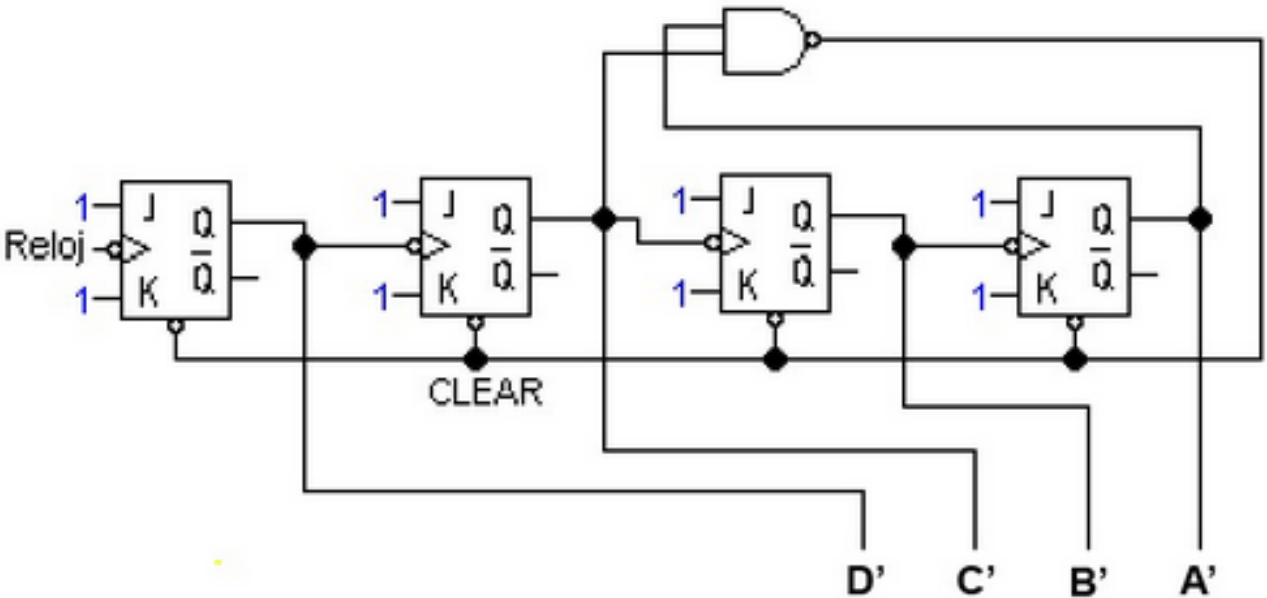 1 J Q 1 J Q 1 J Q 1 J Q
Reloj
1 K Q 1 K Q 1 K Q 1 K Q
CLEAR
D’ C’ B’ A’